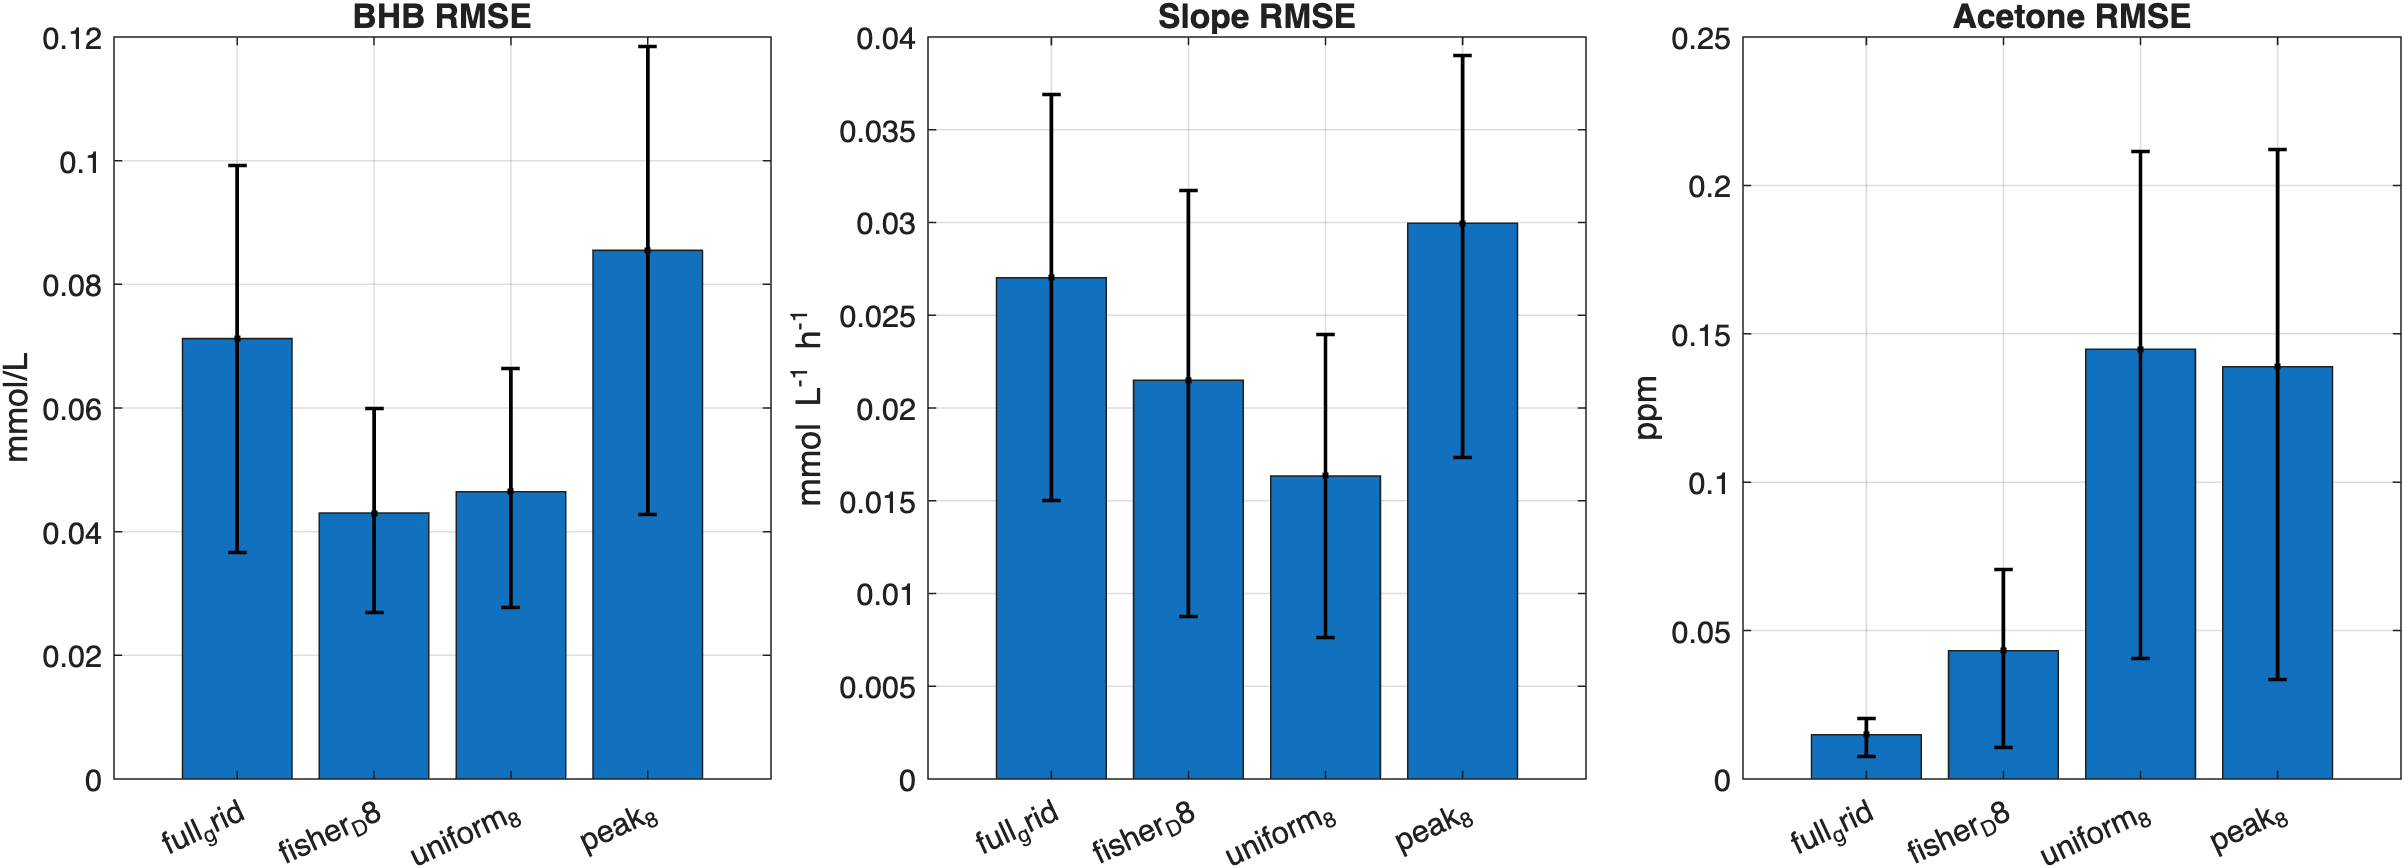 BHB RMSE
mmol/L
0.12
0.1
0.08
0.06
0.04
0.02
0
full_grid
fisher_D8
uniform_8
peak_8
Slope RMSE
mmol L^-1 h^-1
0.04
0.035
0.03
0.025
0.02
0.015
0.01
0.005
0
full_grid
fisher_D8
uniform_8
peak_8
Acetone RMSE
ppm
0.25
0.2
0.15
0.1
0.05
0
full_grid
fisher_D8
uniform_8
peak_8